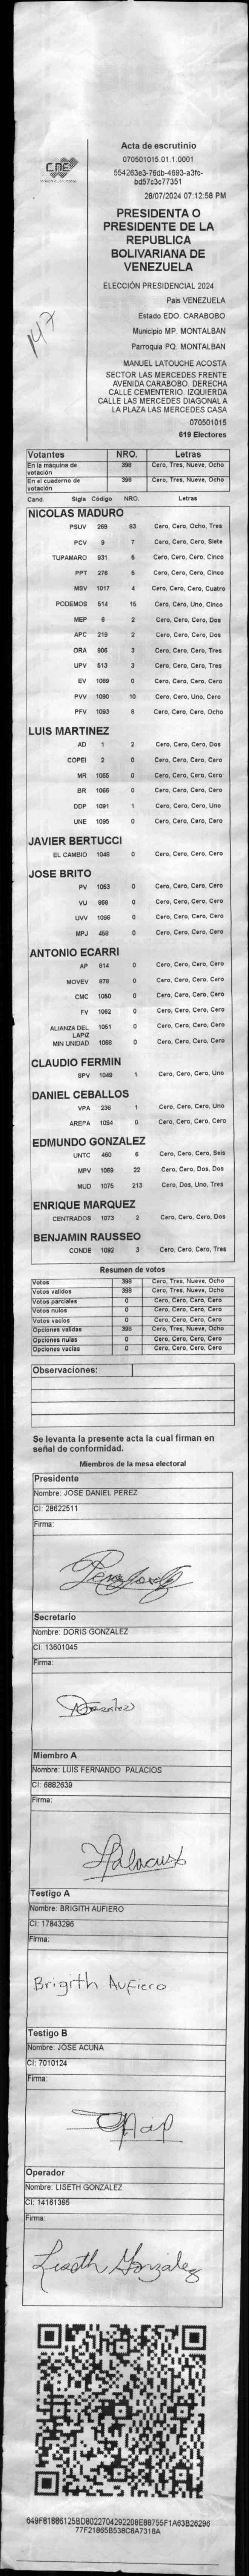 CNE
Acta de escrutinio
070501015.01.1.0001
554263e3-76db-4693-a3fc-
bd57c3c77351
28/07/2024 07:12:58 PM
PRESIDENTA O
PRESIDENTE DE LA
REPUBLICA
BOLIVARIANA DE
VENEZUELA
ELECCIÓN PRESIDENCIAL 2024
Pais VENEZUELA
Estado EDO. CARABOBO
Municipio MP. MONTALBAN
Parroquia PQ. MONTALBAN
MANUEL LATOUCHE ACOSTA
SECTOR LAS MERCEDES FRENTE
AVENIDA CARABOBO. DERECHA
CALLE CEMENTERIO. IZQUIERDA
CALLE LAS MERCEDES DIAGONAL A
LA PLAZA LAS MERCEDES CASA
070501015
619 Electores
147
Votantes NRO. Letras
En la máquina de votación 398 Cero, Tres, Nueve, Ocho
En el cuaderno de votación 398 Cero, Tres, Nueve, Ocho
Cand. Sigla Código NRO. Letras
NICOLAS MADURO
PSUV 269 83 Cero, Cero, Ocho, Tres
PCV 9 7 Cero, Cero, Cero, Siete
TUPAMARO 931 5 Cero, Cero, Cero, Cinco
PPT 276 5 Cero, Cero, Cero, Cinco
MSV 1017 4 Cero, Cero, Cero, Cuatro
PODEMOS 514 15 Cero, Cero, Uno, Cinco
MEP 6 2 Cero, Cero, Cero, Dos
APC 219 2 Cero, Cero, Cero, Dos
ORA 906 3 Cero, Cero, Cero, Tres
UPV 513 3 Cero, Cero, Cero, Tres
EV 1089 0 Cero, Cero, Cero, Cero
PVV 1090 10 Cero, Cero, Uno, Cero
PFV 1093 8 Cero, Cero, Cero, Ocho
LUIS MARTINEZ
AD 1 2 Cero, Cero, Cero, Dos
COPEI 2 0 Cero, Cero, Cero, Cero
MR 1055 0 Cero, Cero, Cero, Cero
BR 1066 0 Cero, Cero, Cero, Cero
DDP 1091 1 Cero, Cero, Cero, Uno
UNE 1095 0 Cero, Cero, Cero, Cero
JAVIER BERTUCCI
EL CAMBIO 1046 0 Cero, Cero, Cero, Cero
JOSE BRITO
PV 1053 0 Cero, Cero, Cero, Cero
VU 668 0 Cero, Cero, Cero, Cero
UVV 1096 0 Cero, Cero, Cero, Cero
MPJ 456 0 Cero, Cero, Cero, Cero
ANTONIO ECARRI
AP 814 0 Cero, Cero, Cero, Cero
MOVEV 878 0 Cero, Cero, Cero, Cero
CMC 1050 0 Cero, Cero, Cero, Cero
FV 1062 0 Cero, Cero, Cero, Cero
ALIANZA DEL LAPIZ 1051 0 Cero, Cero, Cero, Cero
MIN UNIDAD 1068 0 Cero, Cero, Cero, Cero
CLAUDIO FERMIN
SPV 1049 1 Cero, Cero, Cero, Uno
DANIEL CEBALLOS
VPA 236 1 Cero, Cero, Cero, Uno
AREPA 1094 0 Cero, Cero, Cero, Cero
EDMUNDO GONZALEZ
UNTC 460 6 Cero, Cero, Cero, Seis
MPV 1069 22 Cero, Cero, Dos, Dos
MUD 1075 213 Cero, Dos, Uno, Tres
ENRIQUE MARQUEZ
CENTRADOS 1073 2 Cero, Cero, Cero, Dos
BENJAMIN RAUSSEO
CONDE 1092 3 Cero, Cero, Cero, Tres
Resumen de votos
Votos 398 Cero, Tres, Nueve, Ocho
Votos validos 398 Cero, Tres, Nueve, Ocho
Votos parciales 0 Cero, Cero, Cero, Cero
Votos nulos 0 Cero, Cero, Cero, Cero
Votos vacios 0 Cero, Cero, Cero, Cero
Opciones validas 398 Cero, Tres, Nueve, Ocho
Opciones nulas 0 Cero, Cero, Cero, Cero
Opciones vacias 0 Cero, Cero, Cero, Cero
Observaciones:
Se levanta la presente acta la cual firman en
señal de conformidad.
Miembros de la mesa electoral
Presidente
Nombre: JOSE DANIEL PEREZ
CI: 28622511
Firma:
Secretario
Nombre: DORIS GONZALEZ
CI: 13601045
Firma:
Miembro A
Nombre: LUIS FERNANDO PALACIOS
CI: 6882639
Firma:
Testigo A
Nombre: BRIGITH AUFIERO
CI: 17843296
Firma:
Brigith Aufiero
Testigo B
Nombre: JOSE ACUÑA
CI: 7010124
Firma:
Operador
Nombre: LISETH GONZALEZ
CI: 14161395
Firma:
Liseth González
649F81886125BD8022704292208E88755F1A63B26296
77F21865B538C8A7318A